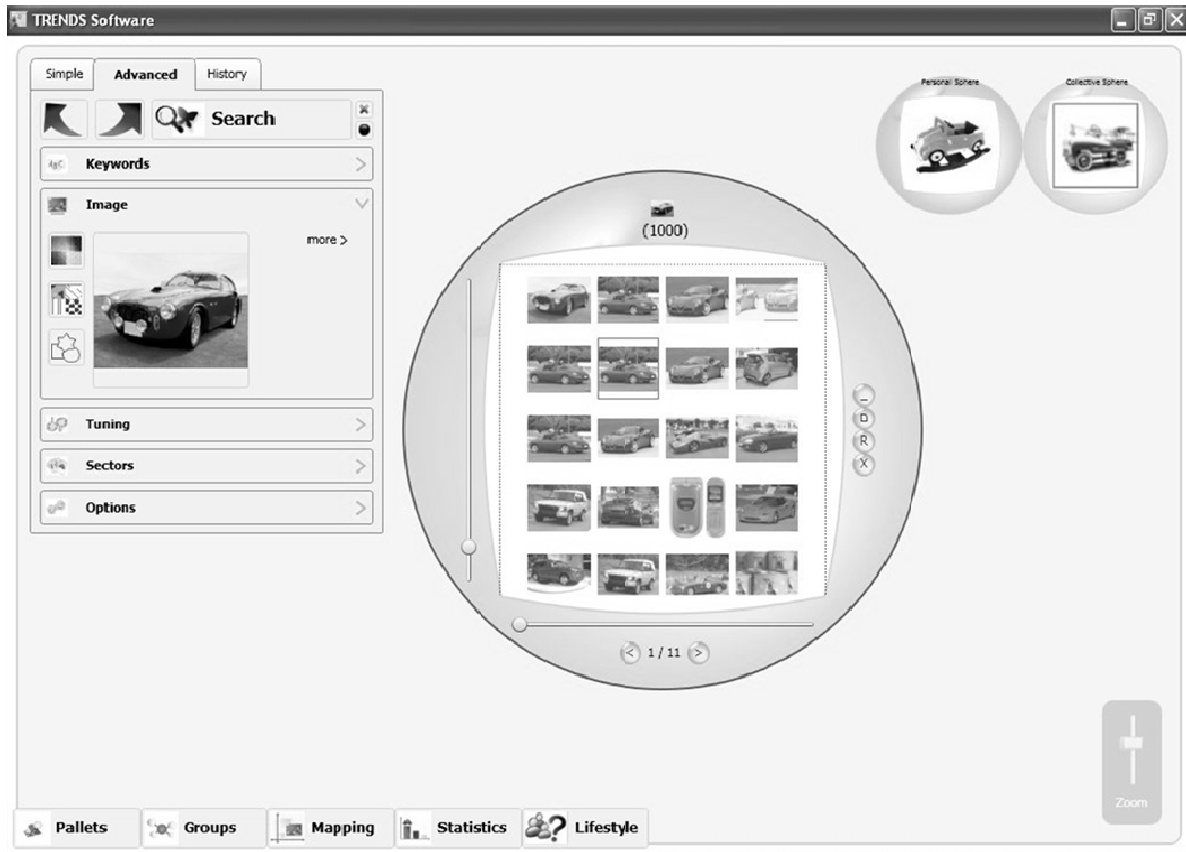 TRENDS Software
Simple
Advanced
History
Search
Keywords
Image
more >
Tuning
Sectors
Options
Personal Sphere
Collective Sphere
(1000)
_
R
X
< 1 / 11 >
Zoom
Pallets
Groups
Mapping
Statistics
Lifestyle